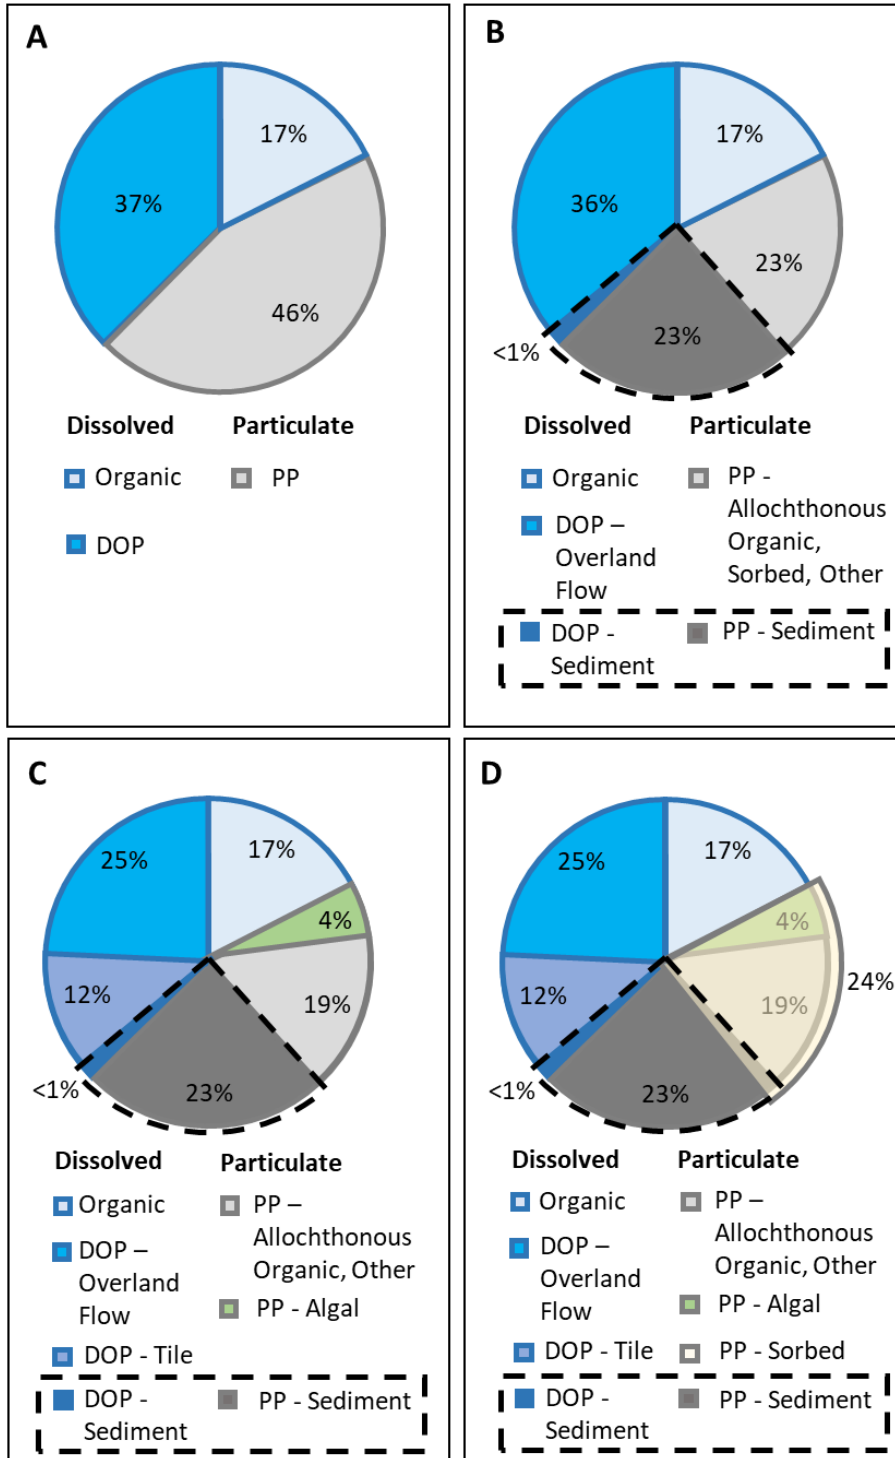 A
17%
37%
46%
Dissolved
Particulate
Organic
PP
DOP
B
17%
36%
23%
23%
<1%
Dissolved
Particulate
Organic
DOP –
Overland
Flow
PP -
Allochthonous
Organic,
Sorbed, Other
DOP -
Sediment
PP - Sediment
C
25%
17%
4%
12%
19%
<1%
23%
Dissolved
Particulate
Organic
DOP –
Overland
Flow
DOP - Tile
PP –
Allochthonous
Organic, Other
PP - Algal
DOP -
Sediment
PP - Sediment
D
25%
17%
4%
24%
12%
19%
<1%
23%
Dissolved
Particulate
Organic
DOP –
Overland
Flow
DOP - Tile
PP –
Allochthonous
Organic, Other
PP - Algal
PP - Sorbed
DOP -
Sediment
PP - Sediment